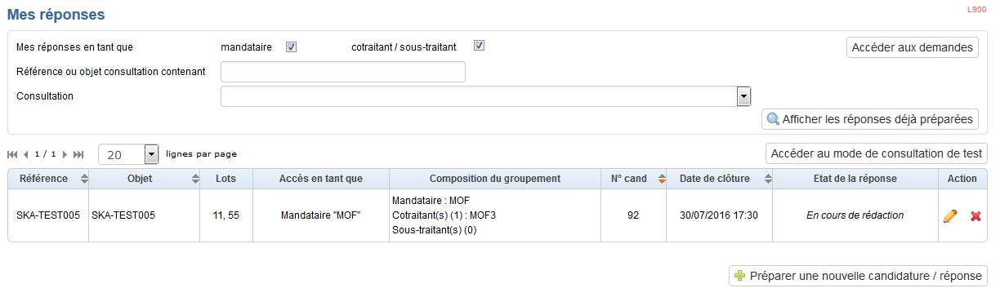 Mes réponses
L900
Mes réponses en tant que mandataire cotraitant / sous-traitant Accéder aux demandes
Référence ou objet consultation contenant
Consultation
Afficher les réponses déjà préparées
1 / 1 20 lignes par page Accéder au mode de consultation de test
Référence Objet Lots Accès en tant que Composition du groupement N° cand Date de clôture Etat de la réponse Action
SKA-TEST005 SKA-TEST005 11, 55 Mandataire "MOF" Mandataire : MOF
Cotraitant(s) (1) : MOF3
Sous-traitant(s) (0)
92 30/07/2016 17:30 En cours de rédaction
Préparer une nouvelle candidature / réponse